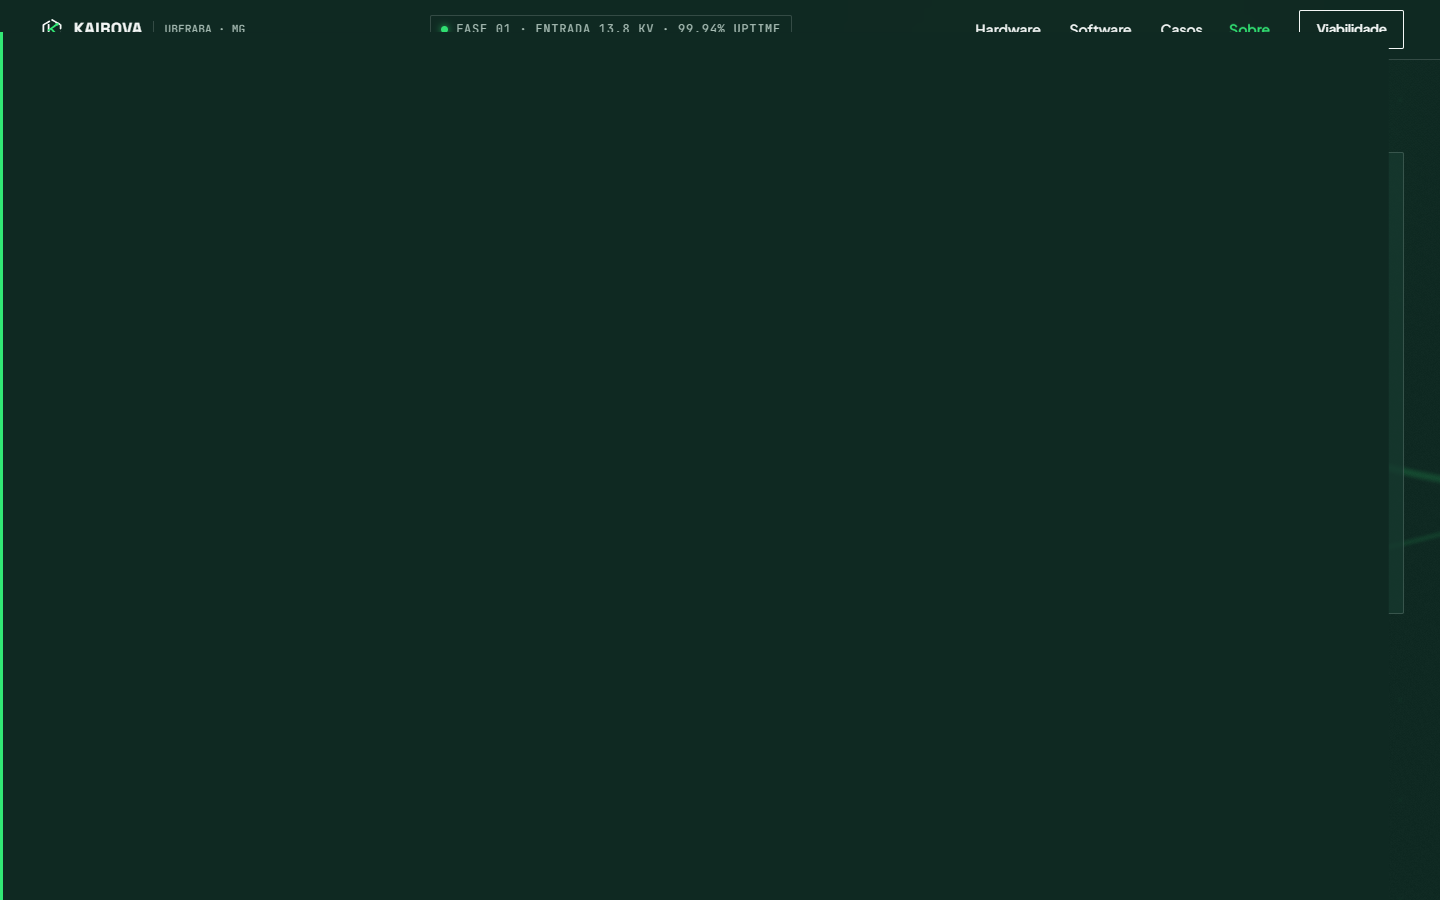 KAIROVA
UBERABA · MG
FASE 01 · ENTRADA 13.8 KV · 99.94% UPTIME
Hardware
Software
Casos
Sobre
Viabilidade